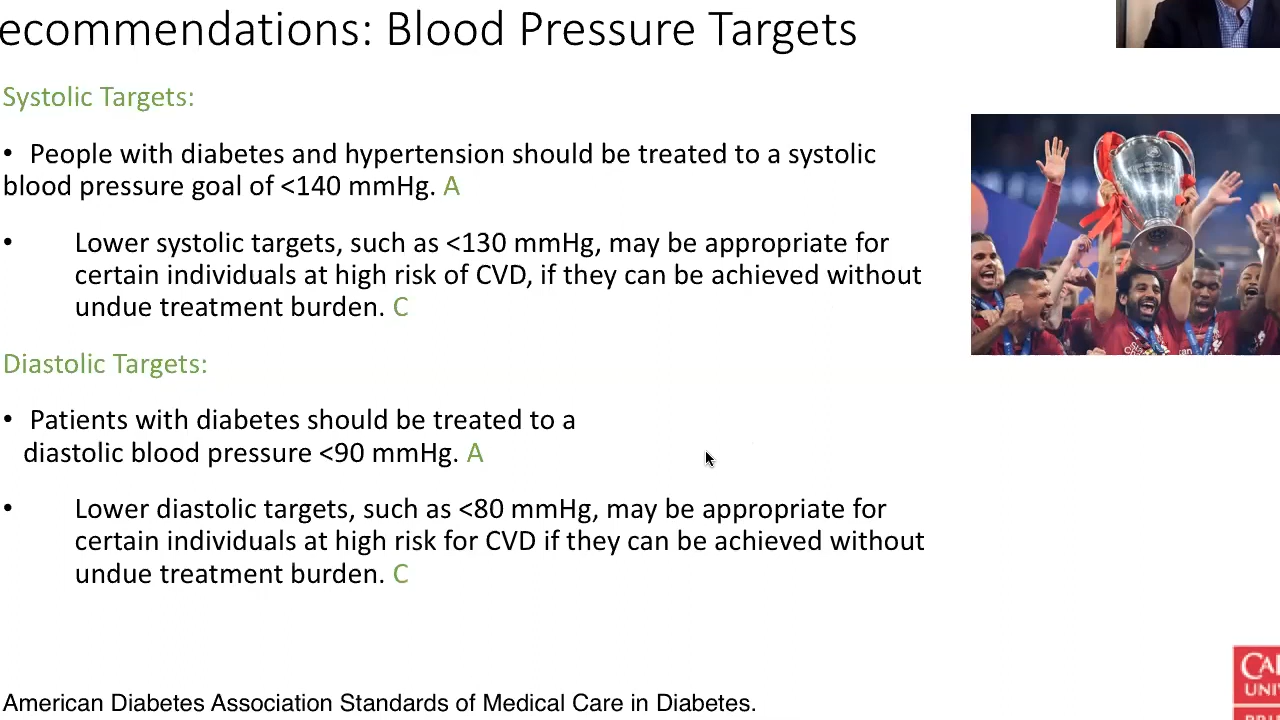 ecommendations: Blood Pressure Targets
Systolic Targets:
• People with diabetes and hypertension should be treated to a systolic
blood pressure goal of <140 mmHg. A
• Lower systolic targets, such as <130 mmHg, may be appropriate for
certain individuals at high risk of CVD, if they can be achieved without
undue treatment burden. C
Diastolic Targets:
• Patients with diabetes should be treated to a
diastolic blood pressure <90 mmHg. A
• Lower diastolic targets, such as <80 mmHg, may be appropriate for
certain individuals at high risk for CVD if they can be achieved without
undue treatment burden. C
American Diabetes Association Standards of Medical Care in Diabetes.
CA
UNIV